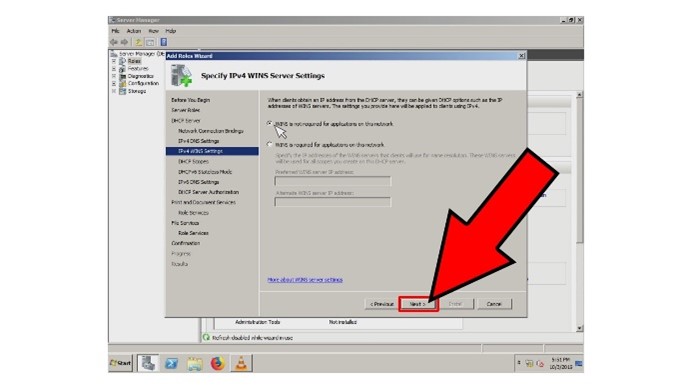 Server Manager
File Action View Help
Server Manager (DE
Roles
Features
Diagnostics
Configuration
Storage
Add Roles Wizard
Specify IPv4 WINS Server Settings
Before You Begin
Server Roles
DHCP Server
Network Connection Bindings
IPv4 DNS Settings
IPv4 WINS Settings
DHCP Scopes
DHCPv6 Stateless Mode
IPv6 DNS Settings
DHCP Server Authorization
Print and Document Services
Role Services
File Services
Role Services
Confirmation
Progress
Results
When clients obtain an IP address from the DHCP server, they can be given DHCP options such as the IP
addresses of WINS servers. The settings you provide here will be applied to clients using IPv4.
WINS is not required for applications on this network
WINS is required for applications on this network
Specify the IP addresses of the WINS servers that clients will use for name resolution. These WINS servers
will be used for all scopes you create on this DHCP server.
Preferred WINS server IP address:
Alternate WINS server IP address:
More about WINS server settings
< Previous Next > Install Cancel
Administration Tools Not installed
Refresh disabled while wizard in use
Start
5:51 PM
10/3/2019